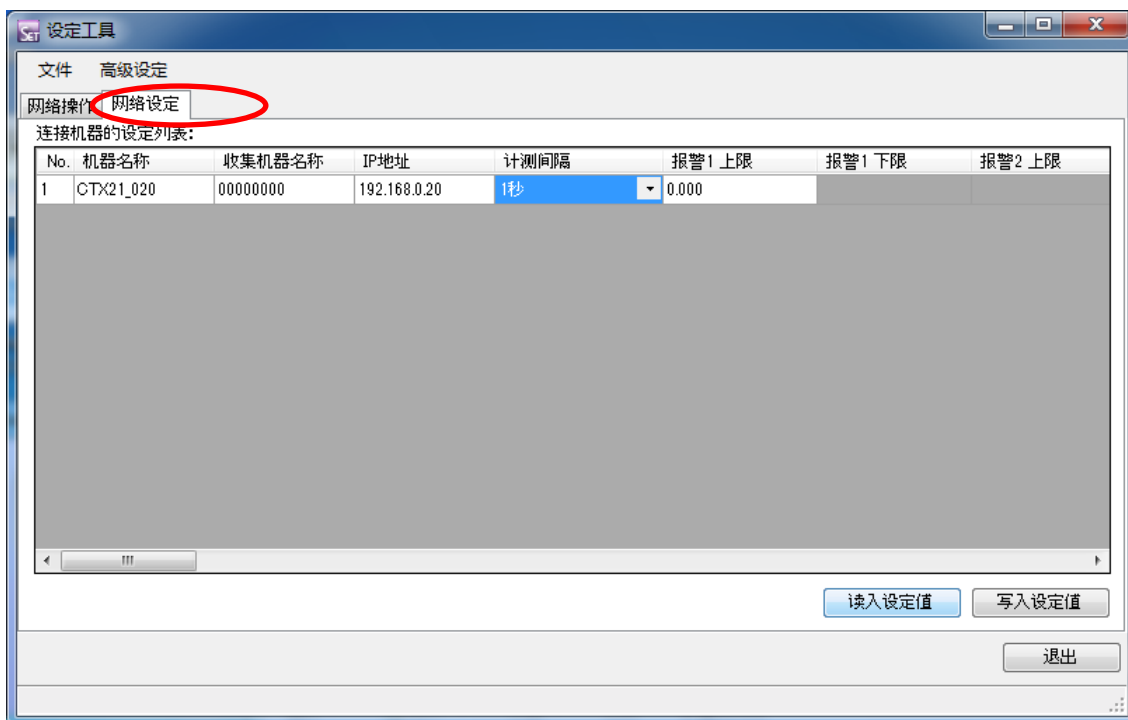 SET 设定工具
文件 高级设定
网络操作 网络设定
连接机器的设定列表:
No. 机器名称 收集机器名称 IP地址 计测间隔 报警1 上限 报警1 下限 报警2 上限
1 CTX21_020 00000000 192.168.0.20 1秒 0.000
读入设定值 写入设定值
退出